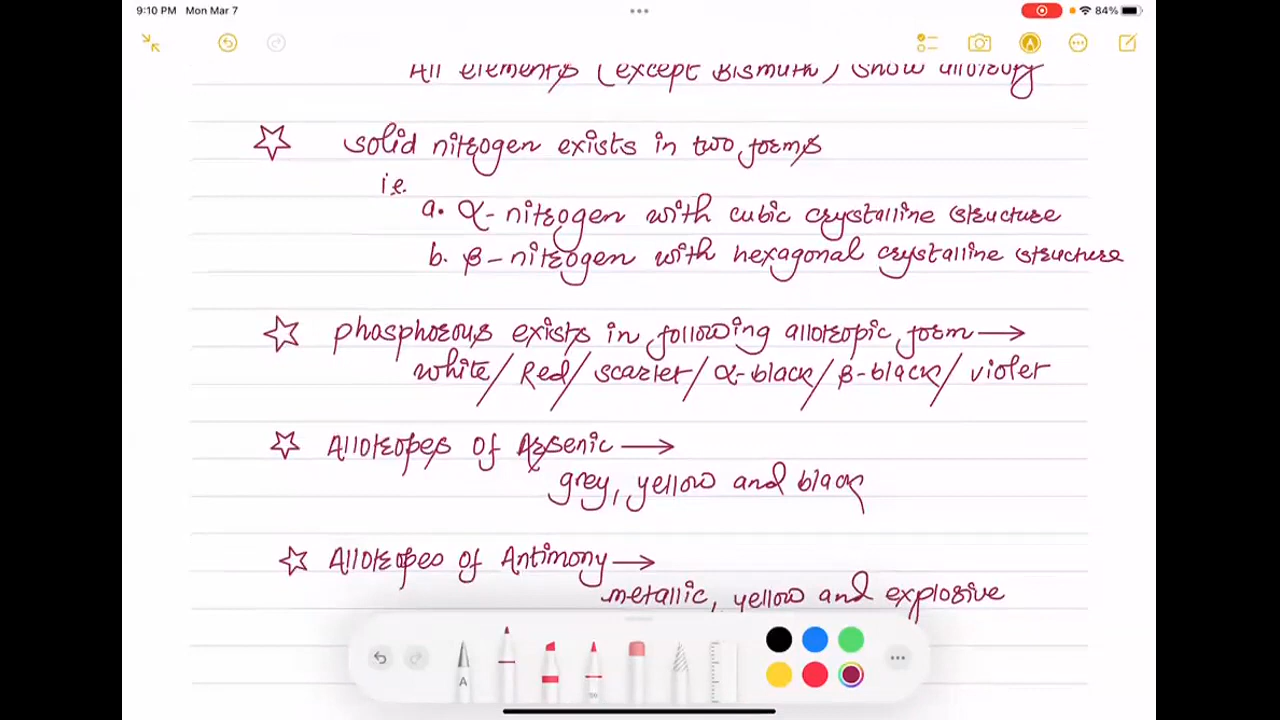 9:10 PM Mon Mar 7
84%
All elements (except Bismuth) show allotropy
solid nitrogen exists in two forms
i.e.
a. α- nitrogen with cubic crystalline structure
b. β- nitrogen with hexagonal crystalline structure
phosphorous exists in following allotropic form →
white/ Red/ scarlet/ α-black/ β-black/ violet
Allotropes of Arsenic →
grey, yellow and black
Allotropes of Antimony →
metallic, yellow and explosive
A
50